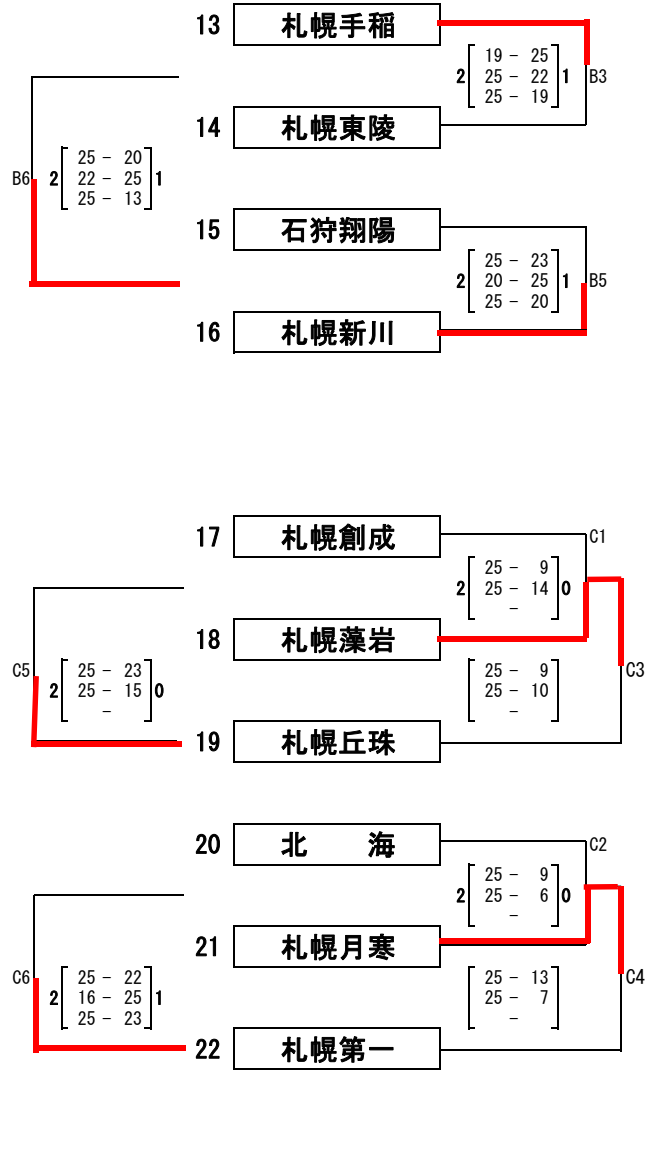 13 札幌手稲
19 － 25
2 25 － 22 1 B3
25 － 19
14 札幌東陵
25 － 20
B6 2 22 － 25 1
25 － 13
15 石狩翔陽
25 － 23
2 20 － 25 1 B5
25 － 20
16 札幌新川
17 札幌創成 C1
25 － 9
2 25 － 14 0
－
18 札幌藻岩
C5 25 － 23 25 － 9 C3
2 25 － 15 0 25 － 10
－ －
19 札幌丘珠
20 北　海 C2
25 － 9
2 25 － 6 0
－
21 札幌月寒
C6 25 － 22 25 － 13 C4
2 16 － 25 1 25 － 7
25 － 23 －
22 札幌第一